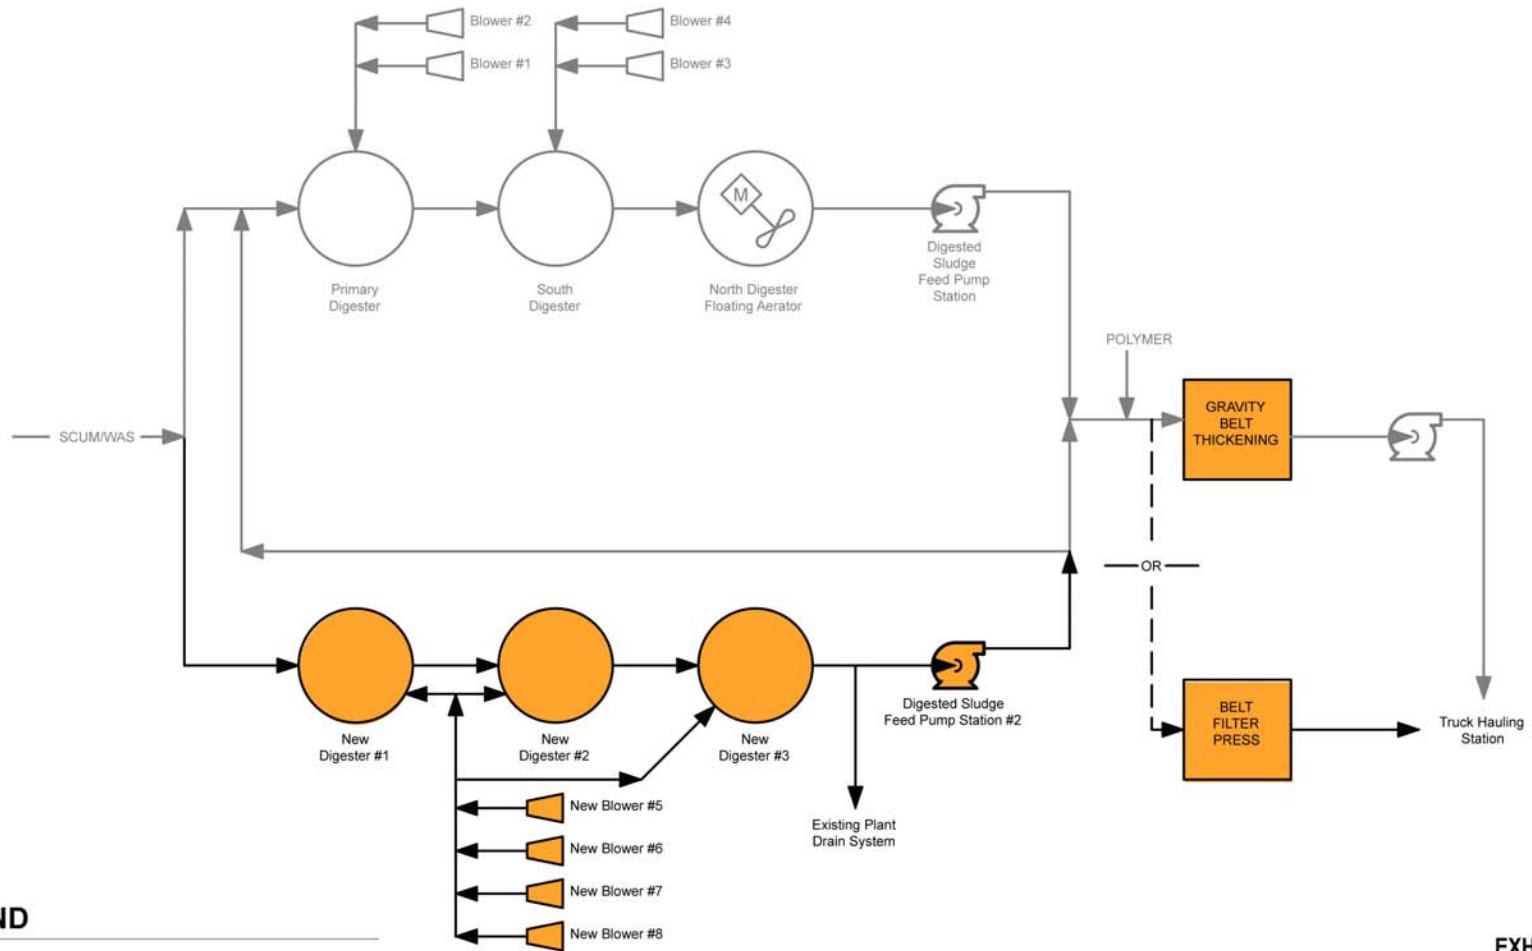 Blower #2
Blower #4
Blower #1
Blower #3
M
Primary
Digester
South
Digester
North Digester
Floating Aerator
Digested
Sludge
Feed Pump
Station
POLYMER
SCUM/WAS
GRAVITY
BELT
THICKENING
OR
New
Digester #1
New
Digester #2
New
Digester #3
Digested Sludge
Feed Pump Station #2
BELT
FILTER
PRESS
Truck Hauling
Station
New Blower #5
New Blower #6
New Blower #7
New Blower #8
Existing Plant
Drain System
ND
EXH